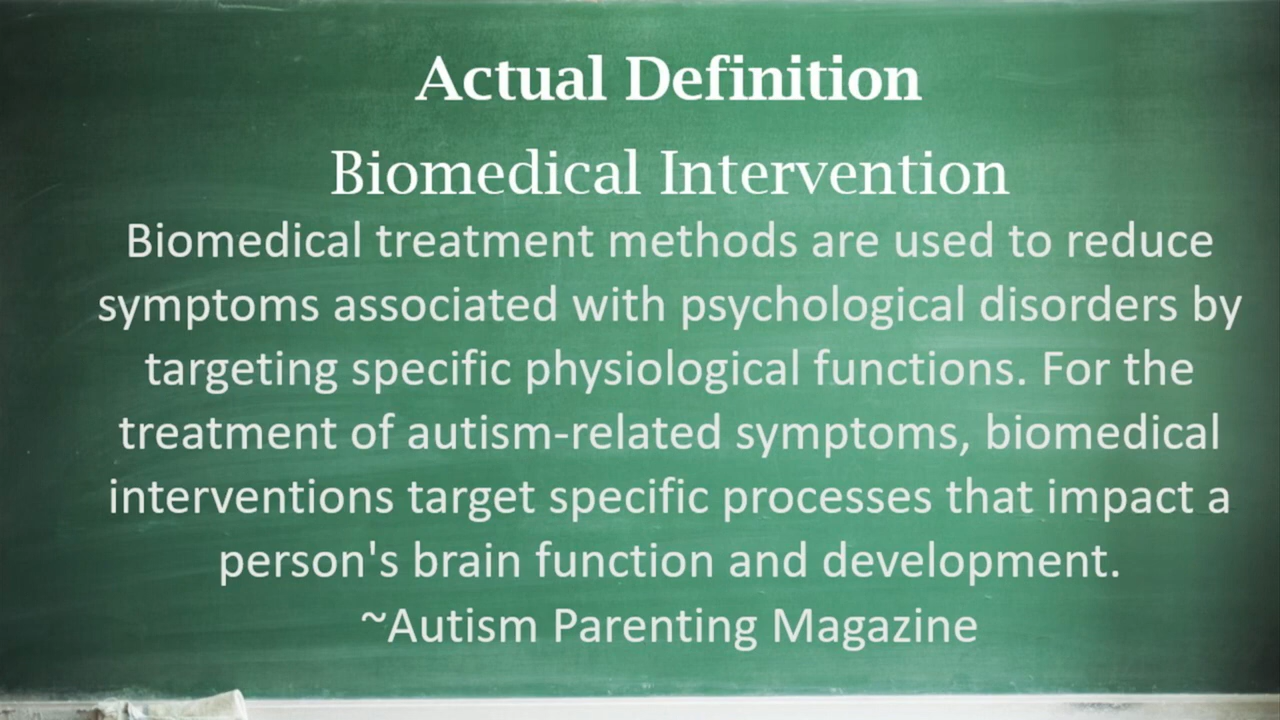 Actual Definition
Biomedical Intervention
Biomedical treatment methods are used to reduce
symptoms associated with psychological disorders by
targeting specific physiological functions. For the
treatment of autism-related symptoms, biomedical
interventions target specific processes that impact a
person's brain function and development.
~Autism Parenting Magazine